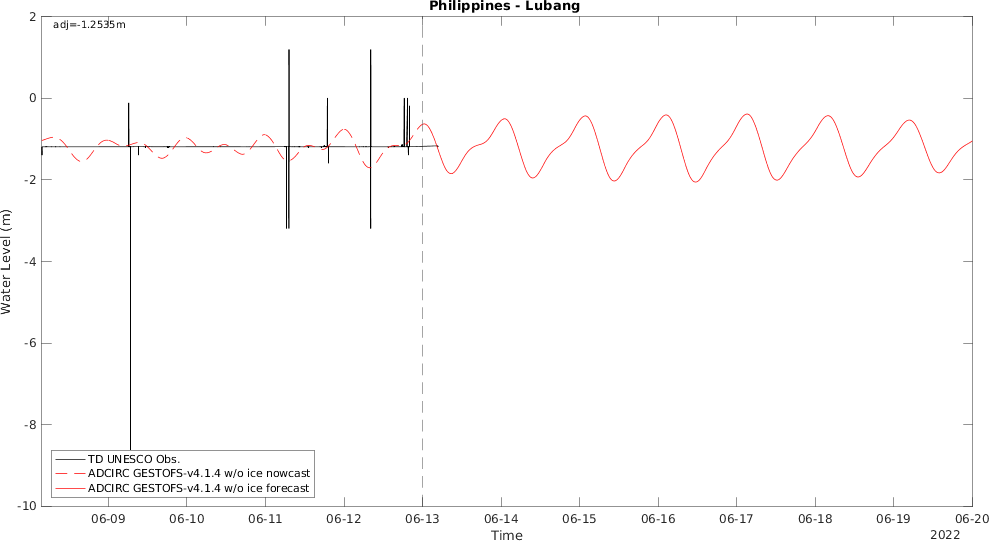 Philippines - Lubang
adj=-1.2535m
2
0
-2
-4
-6
-8
-10
Water Level (m)
TD UNESCO Obs.
ADCIRC GESTOFS-v4.1.4 w/o ice nowcast
ADCIRC GESTOFS-v4.1.4 w/o ice forecast
06-09 06-10 06-11 06-12 06-13 06-14 06-15 06-16 06-17 06-18 06-19 06-20
Time
2022